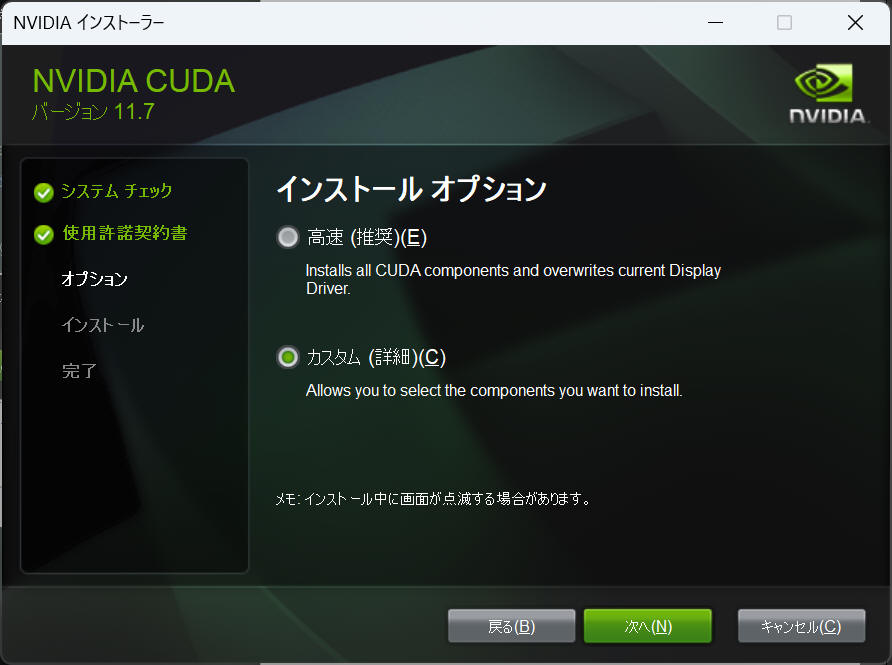 NVIDIA インストーラー
NVIDIA CUDA
バージョン 11.7
NVIDIA.
システム チェック
使用許諾契約書
オプション
インストール
完了
インストール オプション
高速 (推奨)(E)
Installs all CUDA components and overwrites current Display
Driver.
カスタム (詳細)(C)
Allows you to select the components you want to install.
メモ: インストール中に画面が点滅する場合があります。
戻る(B)
次へ(N)
キャンセル(C)